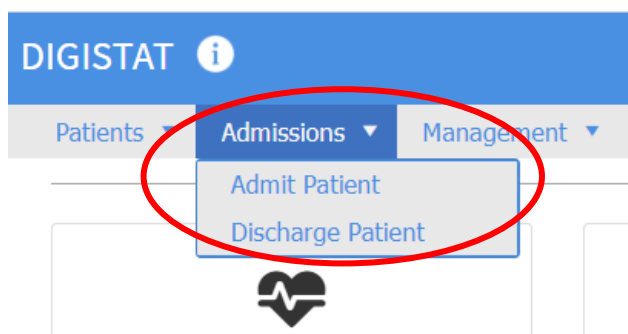 DIGISTAT i
Patients Admissions Management
Admit Patient
Discharge Patient